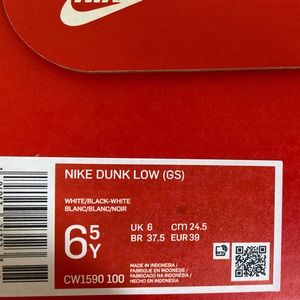 NIKE
NIKE DUNK LOW (GS)
WHITE/BLACK-WHITE
BLANC/BLANC/NOIR
6.5Y
UK 6 cm 24.5
BR 37.5 EUR 39
CW1590 100
MADE IN INDONESIA /
FABRIQUE EN INDONESIE /
FABRICADO NA INDONÉSIA /
HECHO EN INDONESIA